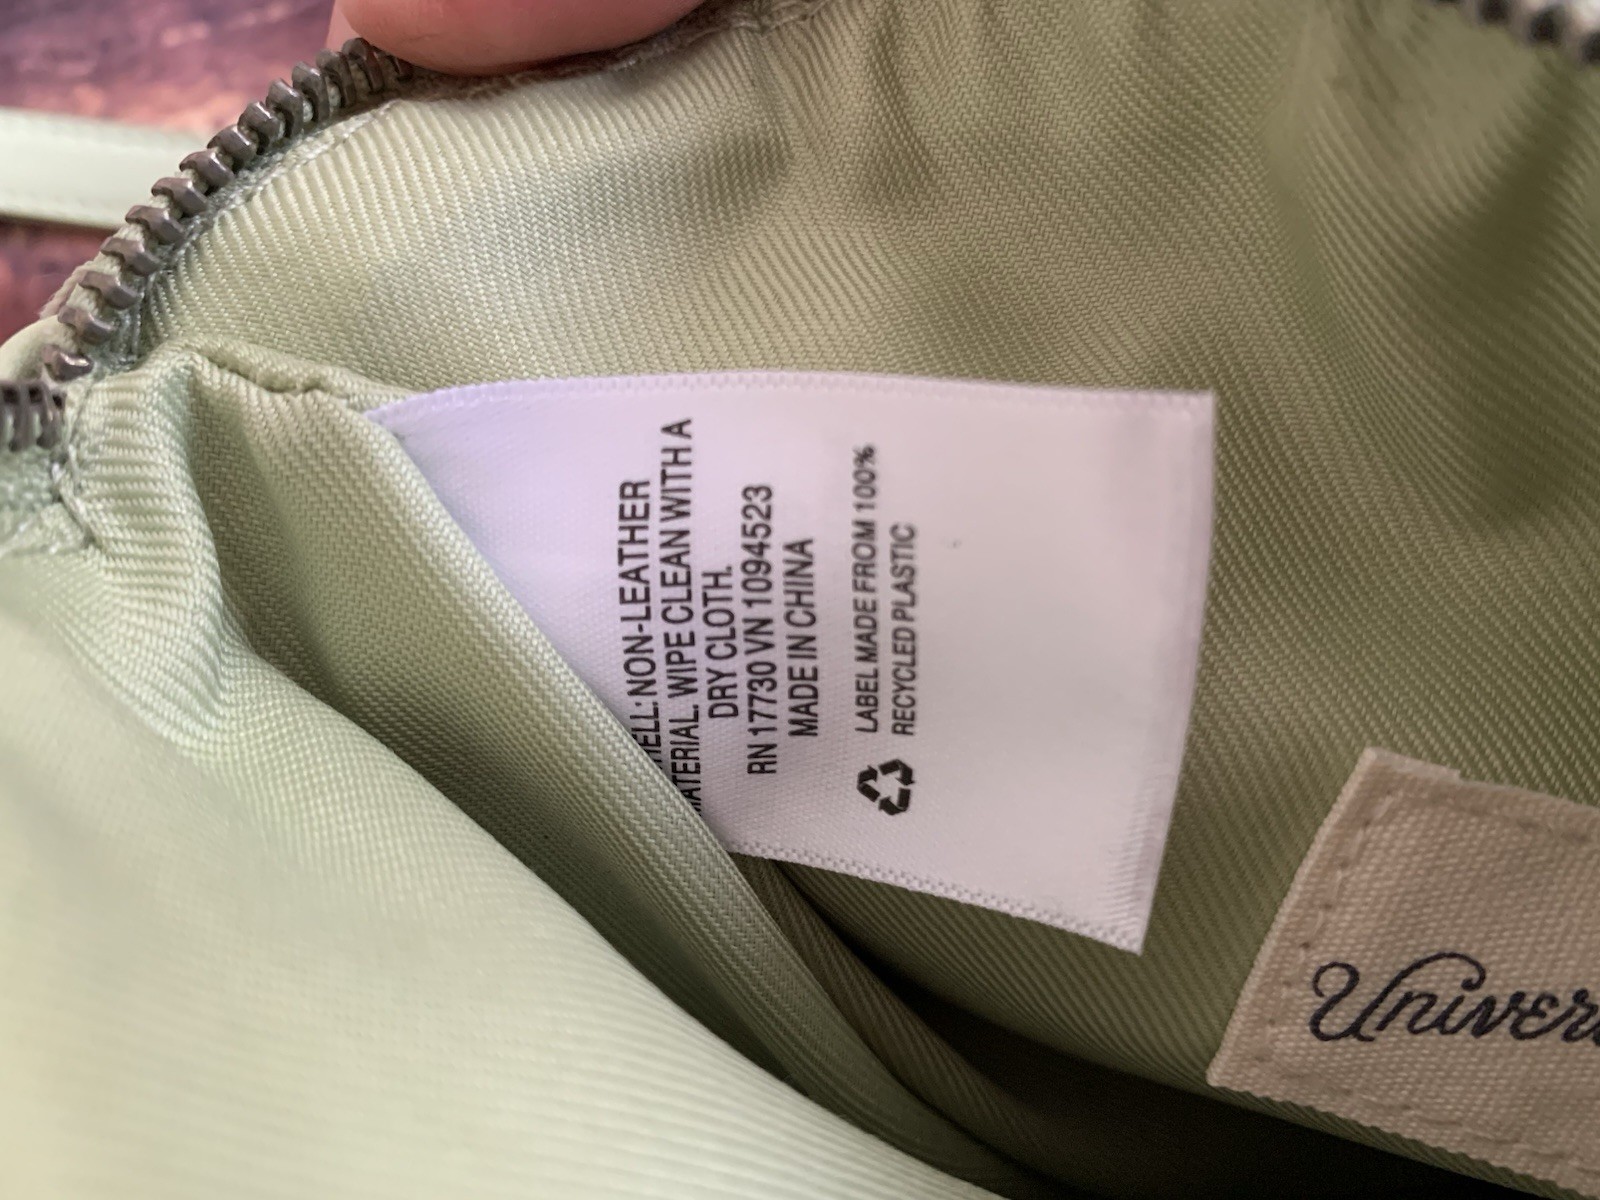 HELL: NON-LEATHER
MATERIAL. WIPE CLEAN WITH A
DRY CLOTH.
RN 17730 VN 1094523
MADE IN CHINA
LABEL MADE FROM 100%
RECYCLED PLASTIC
Univer